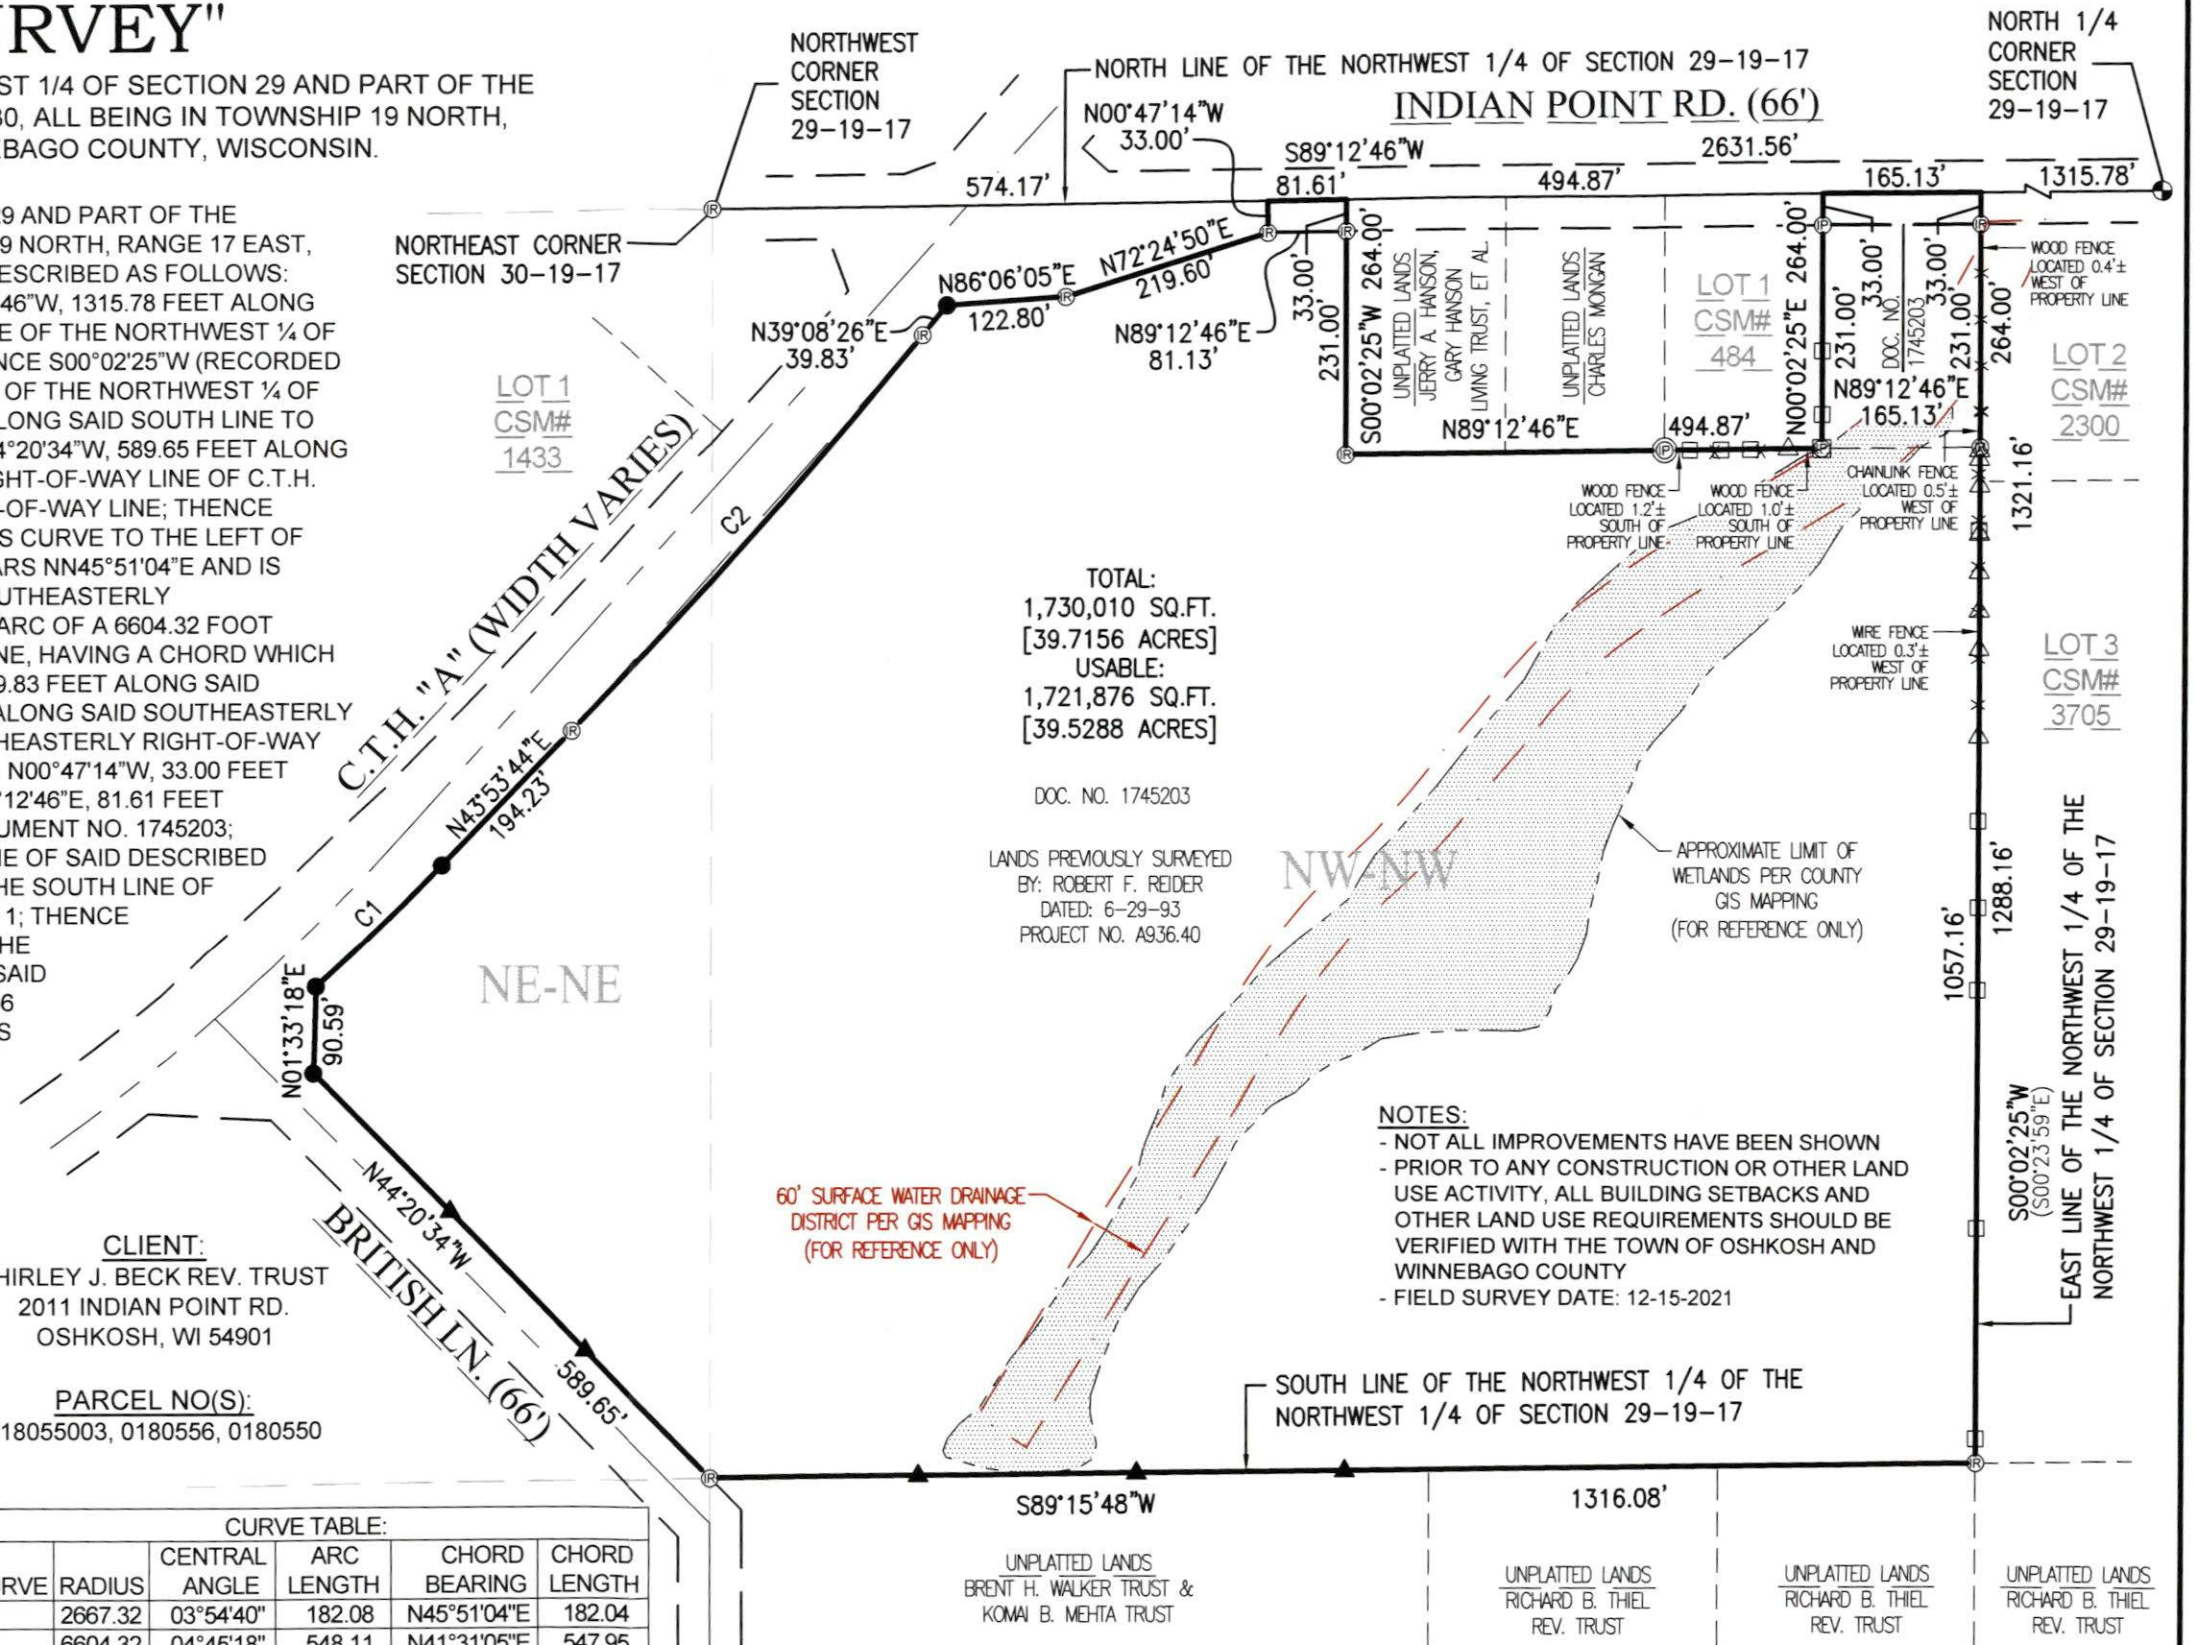 RVEY"
ST 1/4 OF SECTION 29 AND PART OF THE
30, ALL BEING IN TOWNSHIP 19 NORTH,
EBAGO COUNTY, WISCONSIN.
29 AND PART OF THE
9 NORTH, RANGE 17 EAST,
ESCRIBED AS FOLLOWS:
46"W, 1315.78 FEET ALONG
E OF THE NORTHWEST ¼ OF
NCE S00°02'25"W (RECORDED
OF THE NORTHWEST ¼ OF
LONG SAID SOUTH LINE TO
4°20'34"W, 589.65 FEET ALONG
GHT-OF-WAY LINE OF C.T.H.
-OF-WAY LINE; THENCE
S CURVE TO THE LEFT OF
ARS NN45°51'04"E AND IS
UTHEASTERLY
ARC OF A 6604.32 FOOT
NE, HAVING A CHORD WHICH
9.83 FEET ALONG SAID
ALONG SAID SOUTHEASTERLY
HEASTERLY RIGHT-OF-WAY
N00°47'14"W, 33.00 FEET
°12'46"E, 81.61 FEET
UMENT NO. 1745203;
NE OF SAID DESCRIBED
HE SOUTH LINE OF
1; THENCE
HE
SAID
6
S
CLIENT:
HIRLEY J. BECK REV. TRUST
2011 INDIAN POINT RD.
OSHKOSH, WI 54901
PARCEL NO(S):
18055003, 0180556, 0180550
NORTHWEST
CORNER
SECTION
29-19-17
NORTH LINE OF THE NORTHWEST 1/4 OF SECTION 29-19-17
INDIAN POINT RD. (66')
NORTH 1/4
CORNER
SECTION
29-19-17
N00°47'14"W
33.00'
S89°12'46"W
2631.56'
574.17'
81.61'
494.87'
165.13'
1315.78'
NORTHEAST CORNER
SECTION 30-19-17
N86°06'05"E
122.80'
N72°24'50"E
219.60'
N39°08'26"E
39.83'
N89°12'46"E
81.13'
33.00'
231.00'
S00°02'25"W 264.00'
UNPLATTED LANDS
JERRY A. HANSON,
GARY HANSON
LIVING TRUST, ET AL
UNPLATTED LANDS
CHARLES MONGAN
LOT 1
CSM#
484
N00°02'25"E 264.00'
231.00'
33.00'
DOC. NO.
1745203
33.00'
231.00'
264.00'
WOOD FENCE
LOCATED 0.4'±
WEST OF
PROPERTY LINE
LOT 2
CSM#
2300
N89°12'46"E
165.13'
N89°12'46"E
494.87'
WOOD FENCE
LOCATED 1.2'±
SOUTH OF
PROPERTY LINE
WOOD FENCE
LOCATED 1.0'±
SOUTH OF
PROPERTY LINE
CHAINLINK FENCE
LOCATED 0.5'±
WEST OF
PROPERTY LINE
1321.16'
WIRE FENCE
LOCATED 0.3'±
WEST OF
PROPERTY LINE
LOT 3
CSM#
3705
LOT 1
CSM#
1433
C.T.H. "A" (WIDTH VARIES)
C2
N43°53'44"E
194.23'
C1
N01°33'18"E
90.59'
TOTAL:
1,730,010 SQ.FT.
[39.7156 ACRES]
USABLE:
1,721,876 SQ.FT.
[39.5288 ACRES]
DOC. NO. 1745203
LANDS PREVIOUSLY SURVEYED
BY: ROBERT F. REIDER
DATED: 6-29-93
PROJECT NO. A936.40
NW-NW
NE-NE
APPROXIMATE LIMIT OF
WETLANDS PER COUNTY
GIS MAPPING
(FOR REFERENCE ONLY)
1057.16'
1288.16'
S00°02'25"W
(S00°23'59"E)
EAST LINE OF THE NORTHWEST 1/4 OF THE
NORTHWEST 1/4 OF SECTION 29-19-17
NOTES:
- NOT ALL IMPROVEMENTS HAVE BEEN SHOWN
- PRIOR TO ANY CONSTRUCTION OR OTHER LAND
USE ACTIVITY, ALL BUILDING SETBACKS AND
OTHER LAND USE REQUIREMENTS SHOULD BE
VERIFIED WITH THE TOWN OF OSHKOSH AND
WINNEBAGO COUNTY
- FIELD SURVEY DATE: 12-15-2021
60' SURFACE WATER DRAINAGE
DISTRICT PER GIS MAPPING
(FOR REFERENCE ONLY)
N44°20'34"W
589.65'
BRITISH LN. (66')
SOUTH LINE OF THE NORTHWEST 1/4 OF THE
NORTHWEST 1/4 OF SECTION 29-19-17
S89°15'48"W
1316.08'
UNPLATTED LANDS
BRENT H. WALKER TRUST &
KOMAI B. MEHTA TRUST
UNPLATTED LANDS
RICHARD B. THIEL
REV. TRUST
UNPLATTED LANDS
RICHARD B. THIEL
REV. TRUST
UNPLATTED LANDS
RICHARD B. THIEL
REV. TRUST
CURVE TABLE:
RVE RADIUS CENTRAL ANGLE ARC LENGTH CHORD BEARING CHORD LENGTH
2667.32 03°54'40" 182.08 N45°51'04"E 182.04
6604.32 04°45'18" 548.11 N41°31'05"E 547.95